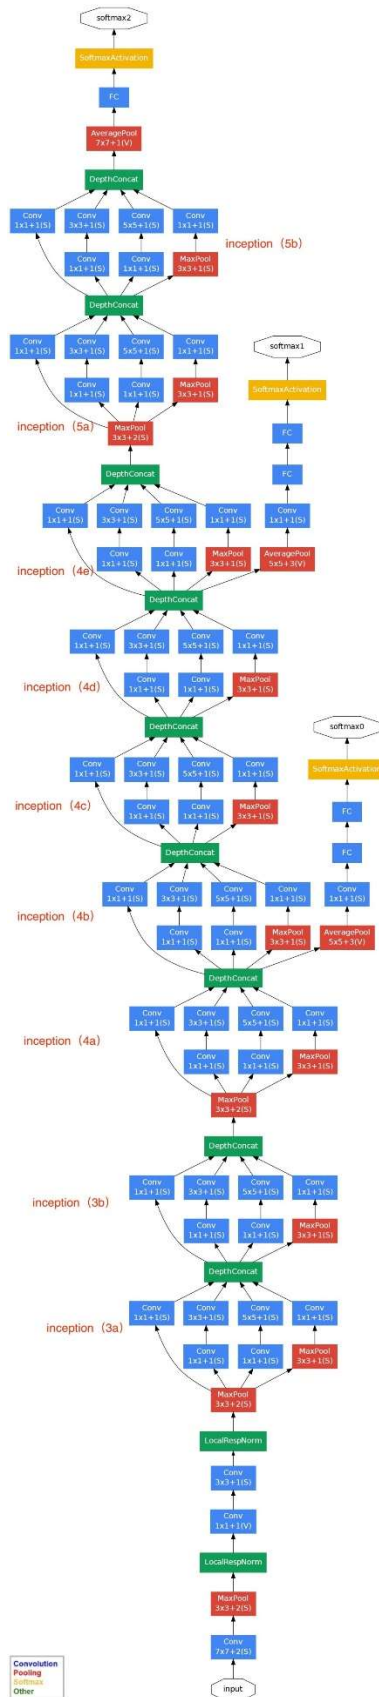 softmax2
SoftmaxActivation
FC
AveragePool
7x7+1(V)
DepthConcat
Conv Conv Conv Conv
1x1+1(S) 3x3+1(S) 5x5+1(S) 1x1+1(S)
inception (5b)
Conv Conv MaxPool
1x1+1(S) 1x1+1(S) 3x3+1(S)
DepthConcat
Conv Conv Conv Conv
1x1+1(S) 3x3+1(S) 5x5+1(S) 1x1+1(S)
softmax1
Conv Conv MaxPool SoftmaxActivation
1x1+1(S) 1x1+1(S) 3x3+1(S)
inception (5a) MaxPool FC
3x3+2(S)
DepthConcat FC
Conv Conv Conv Conv Conv
1x1+1(S) 3x3+1(S) 5x5+1(S) 1x1+1(S) 1x1+1(S)
Conv Conv MaxPool AveragePool
1x1+1(S) 1x1+1(S) 3x3+1(S) 5x5+3(V)
inception (4e)
DepthConcat
Conv Conv Conv Conv
1x1+1(S) 3x3+1(S) 5x5+1(S) 1x1+1(S)
inception (4d)
Conv Conv MaxPool
1x1+1(S) 1x1+1(S) 3x3+1(S)
DepthConcat softmax0
Conv Conv Conv Conv SoftmaxActivation
1x1+1(S) 3x3+1(S) 5x5+1(S) 1x1+1(S)
inception (4c)
Conv Conv MaxPool FC
1x1+1(S) 1x1+1(S) 3x3+1(S)
DepthConcat FC
Conv Conv Conv Conv Conv
1x1+1(S) 3x3+1(S) 5x5+1(S) 1x1+1(S) 1x1+1(S)
inception (4b)
Conv Conv MaxPool AveragePool
1x1+1(S) 1x1+1(S) 3x3+1(S) 5x5+3(V)
DepthConcat
Conv Conv Conv Conv
1x1+1(S) 3x3+1(S) 5x5+1(S) 1x1+1(S)
inception (4a)
Conv Conv MaxPool
1x1+1(S) 1x1+1(S) 3x3+1(S)
MaxPool
3x3+2(S)
DepthConcat
Conv Conv Conv Conv
1x1+1(S) 3x3+1(S) 5x5+1(S) 1x1+1(S)
inception (3b)
Conv Conv MaxPool
1x1+1(S) 1x1+1(S) 3x3+1(S)
DepthConcat
Conv Conv Conv Conv
1x1+1(S) 3x3+1(S) 5x5+1(S) 1x1+1(S)
inception (3a)
Conv Conv MaxPool
1x1+1(S) 1x1+1(S) 3x3+1(S)
MaxPool
3x3+2(S)
LocalRespNorm
Conv
3x3+1(S)
Conv
1x1+1(V)
LocalRespNorm
MaxPool
3x3+2(S)
Conv
7x7+2(S)
input
Convolution
Pooling
Softmax
Other